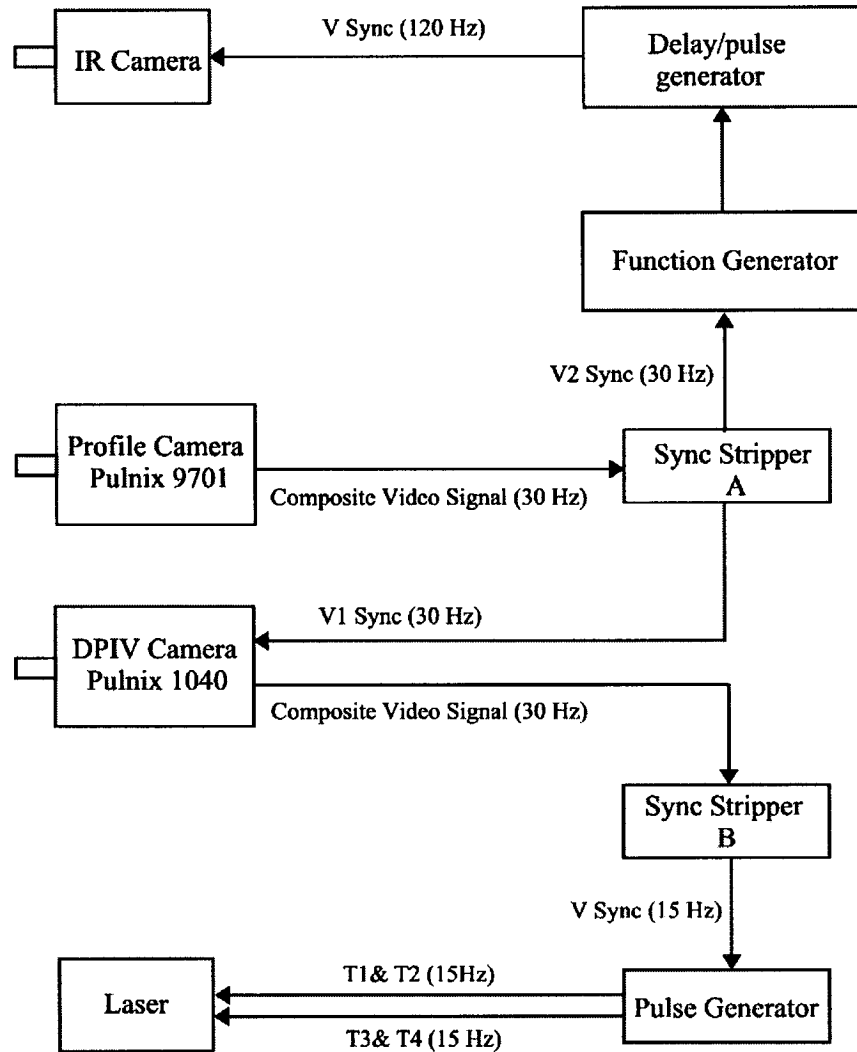 V Sync (120 Hz)
IR Camera
Delay/pulse
generator
Function Generator
V2 Sync (30 Hz)
Profile Camera
Pulnix 9701
Composite Video Signal (30 Hz)
Sync Stripper
A
V1 Sync (30 Hz)
DPIV Camera
Pulnix 1040
Composite Video Signal (30 Hz)
Sync Stripper
B
V Sync (15 Hz)
T1& T2 (15Hz)
Laser
Pulse Generator
T3& T4 (15 Hz)